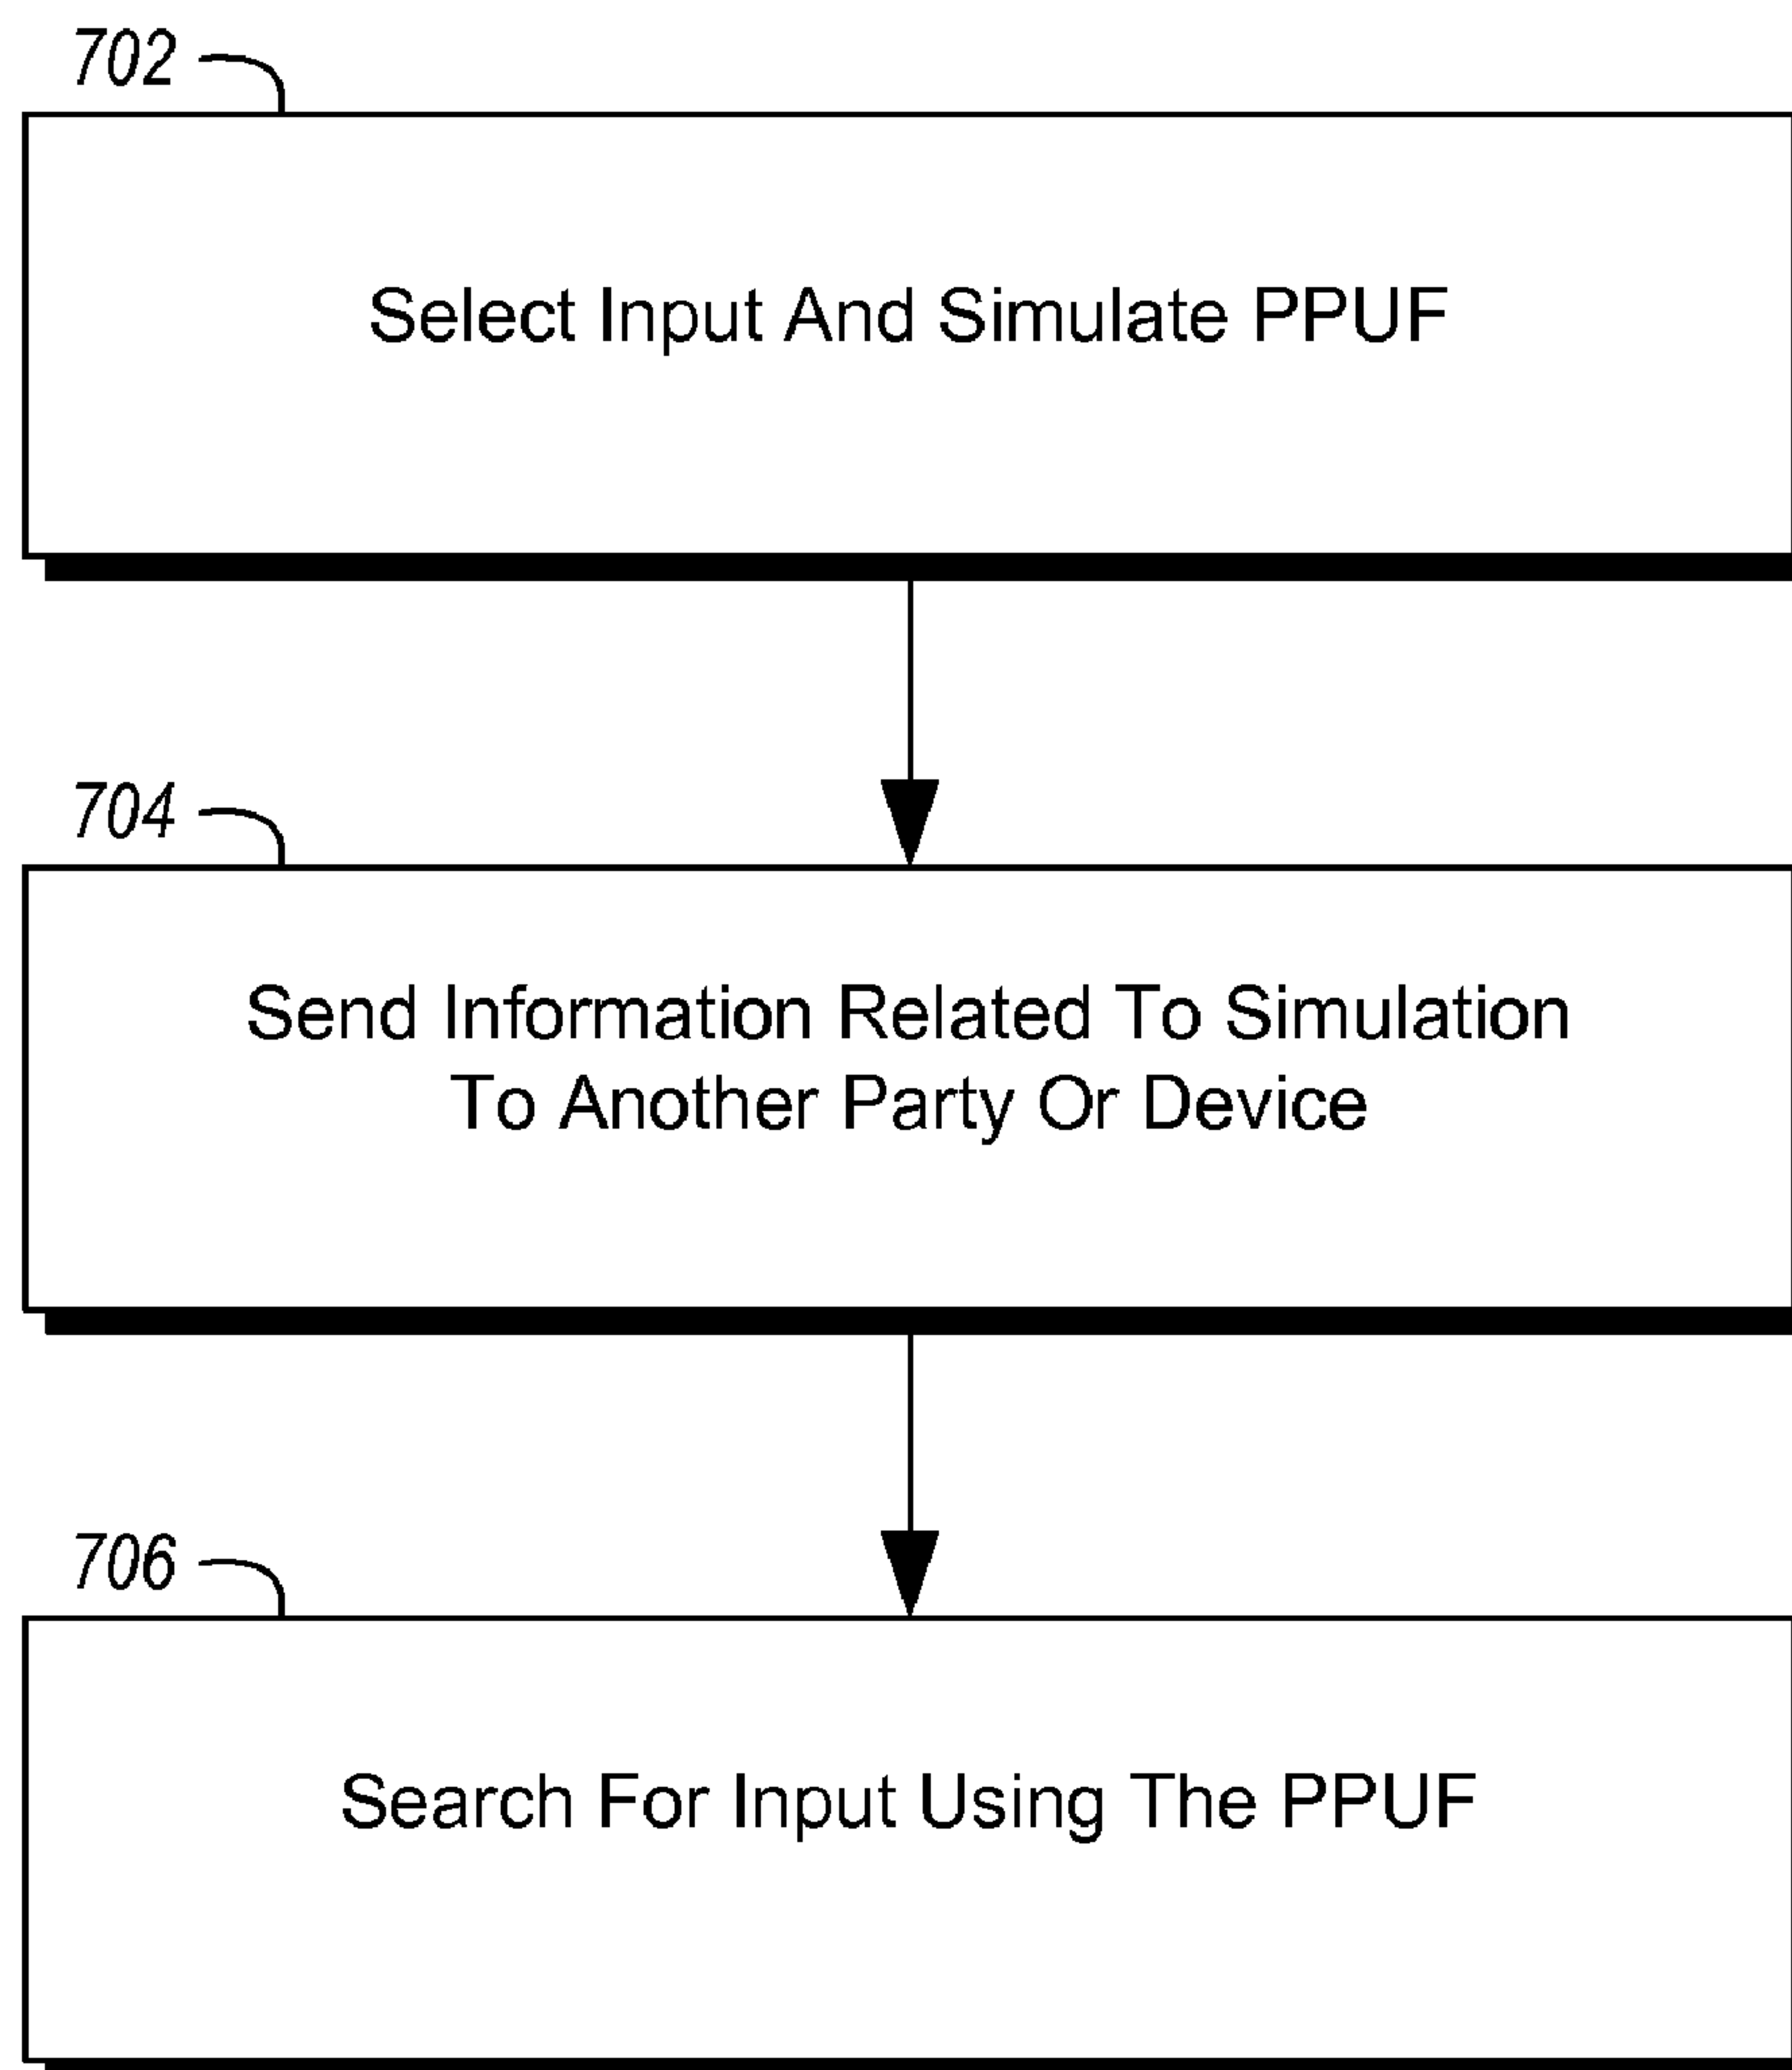 702
Select Input And Simulate PPUF
704
Send Information Related To Simulation
To Another Party Or Device
706
Search For Input Using The PPUF